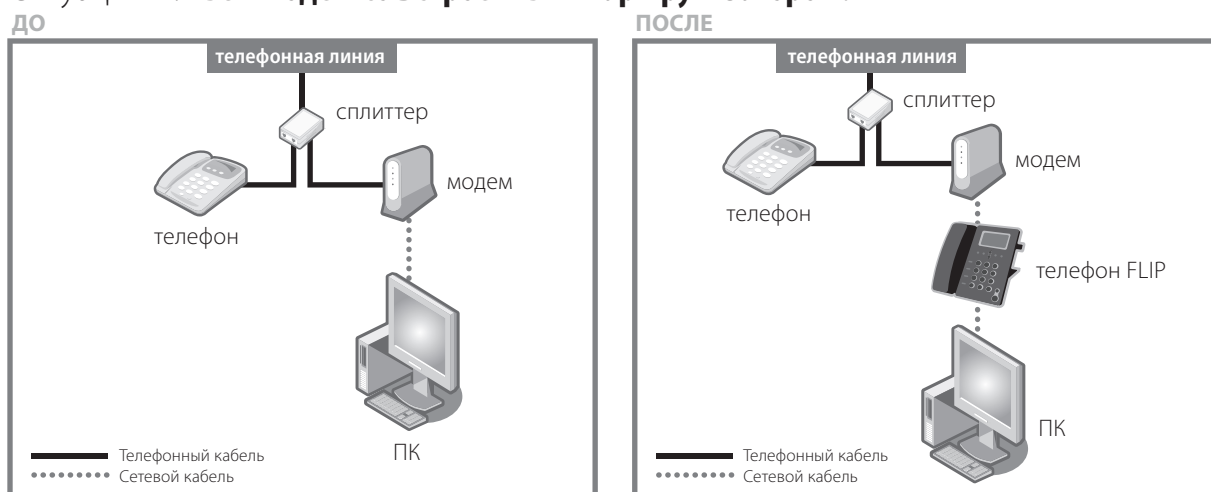 ДО
телефонная линия
сплиттер
модем
телефон
ПК
Телефонный кабель
Сетевой кабель
ПОСЛЕ
телефонная линия
сплиттер
модем
телефон
телефон FLIP
ПК
Телефонный кабель
Сетевой кабель